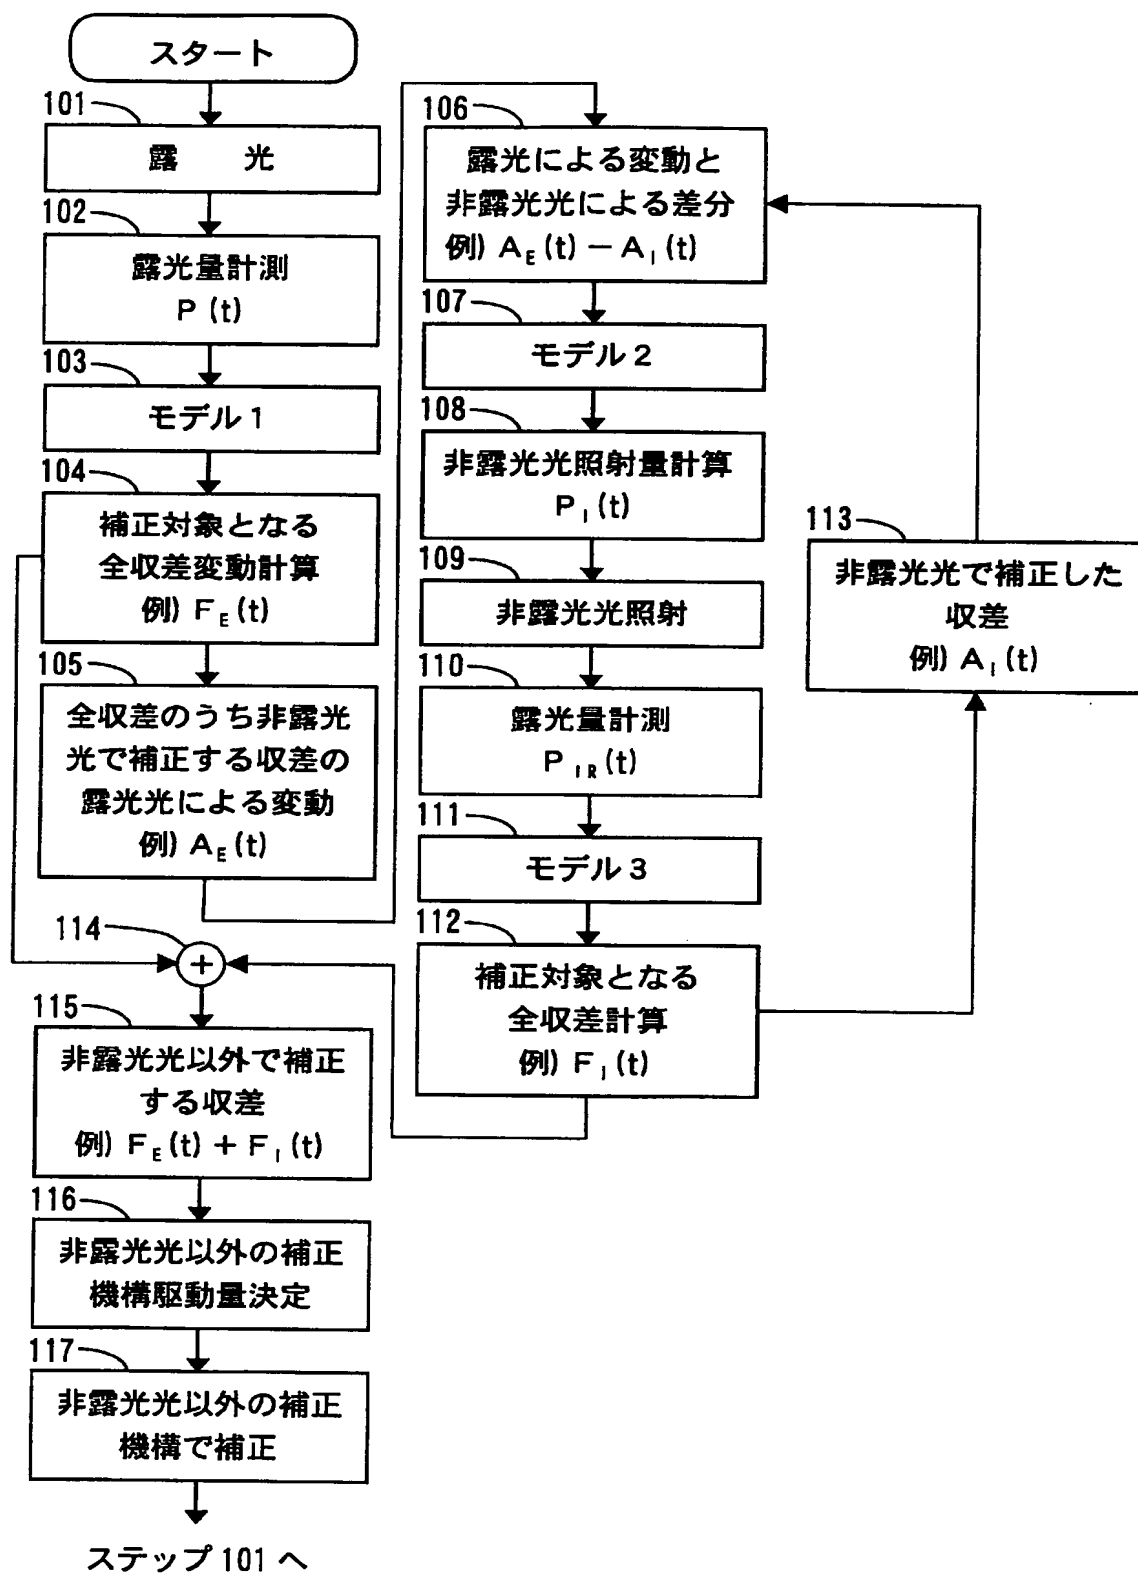 スタート
101
露 光
102
露光量計測
P(t)
103
モデル1
104
補正対象となる
全収差変動計算
例) F_E(t)
105
全収差のうち非露光
光で補正する収差の
露光光による変動
例) A_E(t)
106
露光による変動と
非露光光による差分
例) A_E(t) − A_I(t)
107
モデル2
108
非露光光照射量計算
P_I(t)
109
非露光光照射
110
露光量計測
P_IR(t)
111
モデル3
112
補正対象となる
全収差計算
例) F_I(t)
113
非露光光で補正した
収差
例) A_I(t)
114
+
115
非露光光以外で補正
する収差
例) F_E(t) + F_I(t)
116
非露光光以外の補正
機構駆動量決定
117
非露光光以外の補正
機構で補正
ステップ101へ